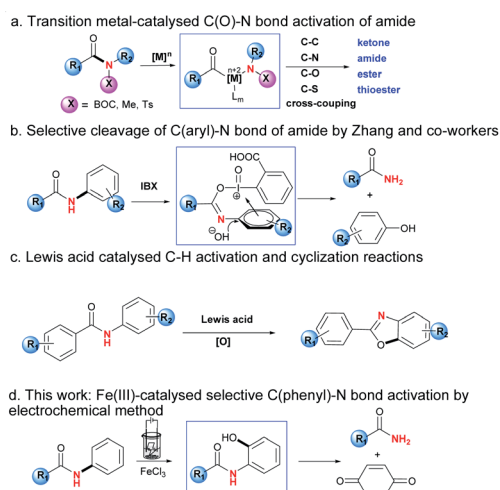 a. Transition metal-catalysed C(O)-N bond activation of amide
O
R₁
N
R₂
X
[M]ⁿ
O
R₁
n+2
[M]
N
R₂
X
Lₘ
C-C
C-N
C-O
C-S
cross-couping
ketone
amide
ester
thioester
X = BOC, Me, Ts
b. Selective cleavage of C(aryl)-N bond of amide by Zhang and co-workers
O
R₁
N
H
R₂
IBX
HOOC
O
O
I
⊕
R₁
N
R₂
⊖
OH
O
R₁
NH₂
+
R₂
OH
c. Lewis acid catalysed C-H activation and cyclization reactions
O
R₁
N
H
R₂
Lewis acid
[O]
R₁
N
O
R₂
d. This work: Fe(III)-catalysed selective C(phenyl)-N bond activation by
electrochemical method
O
R₁
N
H
FeCl₃
HO
O
R₁
N
H
O
R₁
NH₂
+
O
O